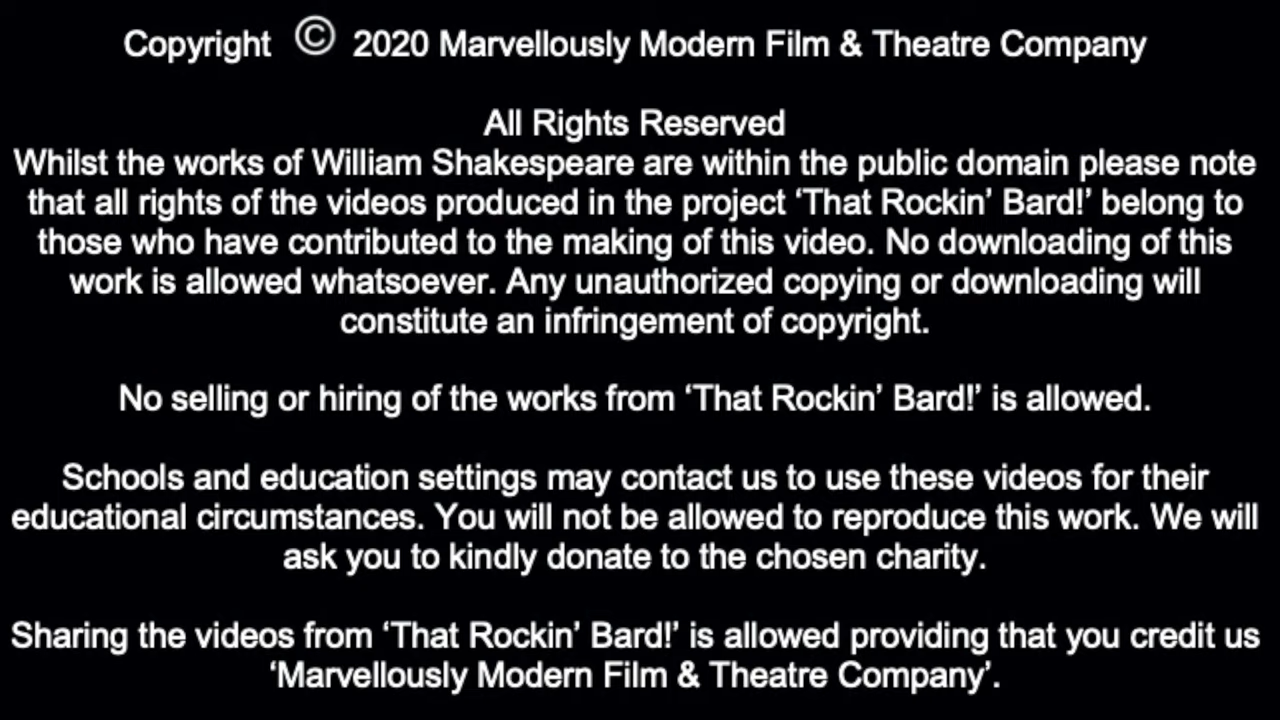 Copyright © 2020 Marvellously Modern Film & Theatre Company
All Rights Reserved
Whilst the works of William Shakespeare are within the public domain please note
that all rights of the videos produced in the project ‘That Rockin’ Bard!’ belong to
those who have contributed to the making of this video. No downloading of this
work is allowed whatsoever. Any unauthorized copying or downloading will
constitute an infringement of copyright.
No selling or hiring of the works from ‘That Rockin’ Bard!’ is allowed.
Schools and education settings may contact us to use these videos for their
educational circumstances. You will not be allowed to reproduce this work. We will
ask you to kindly donate to the chosen charity.
Sharing the videos from ‘That Rockin’ Bard!’ is allowed providing that you credit us
‘Marvellously Modern Film & Theatre Company’.